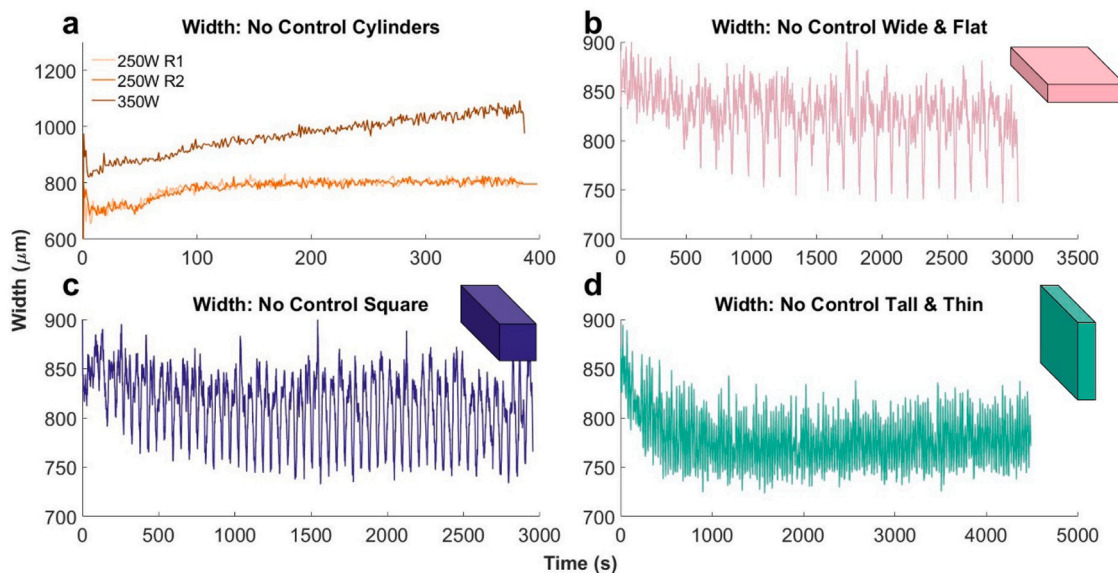 a Width: No Control Cylinders
1200
1000
800
600
0 100 200 300 400
250W R1
250W R2
350W
b Width: No Control Wide & Flat
900
850
800
750
700
0 500 1000 1500 2000 2500 3000 3500
Width (μm)
c Width: No Control Square
900
850
800
750
700
0 500 1000 1500 2000 2500 3000
d Width: No Control Tall & Thin
900
850
800
750
700
0 1000 2000 3000 4000 5000
Time (s)